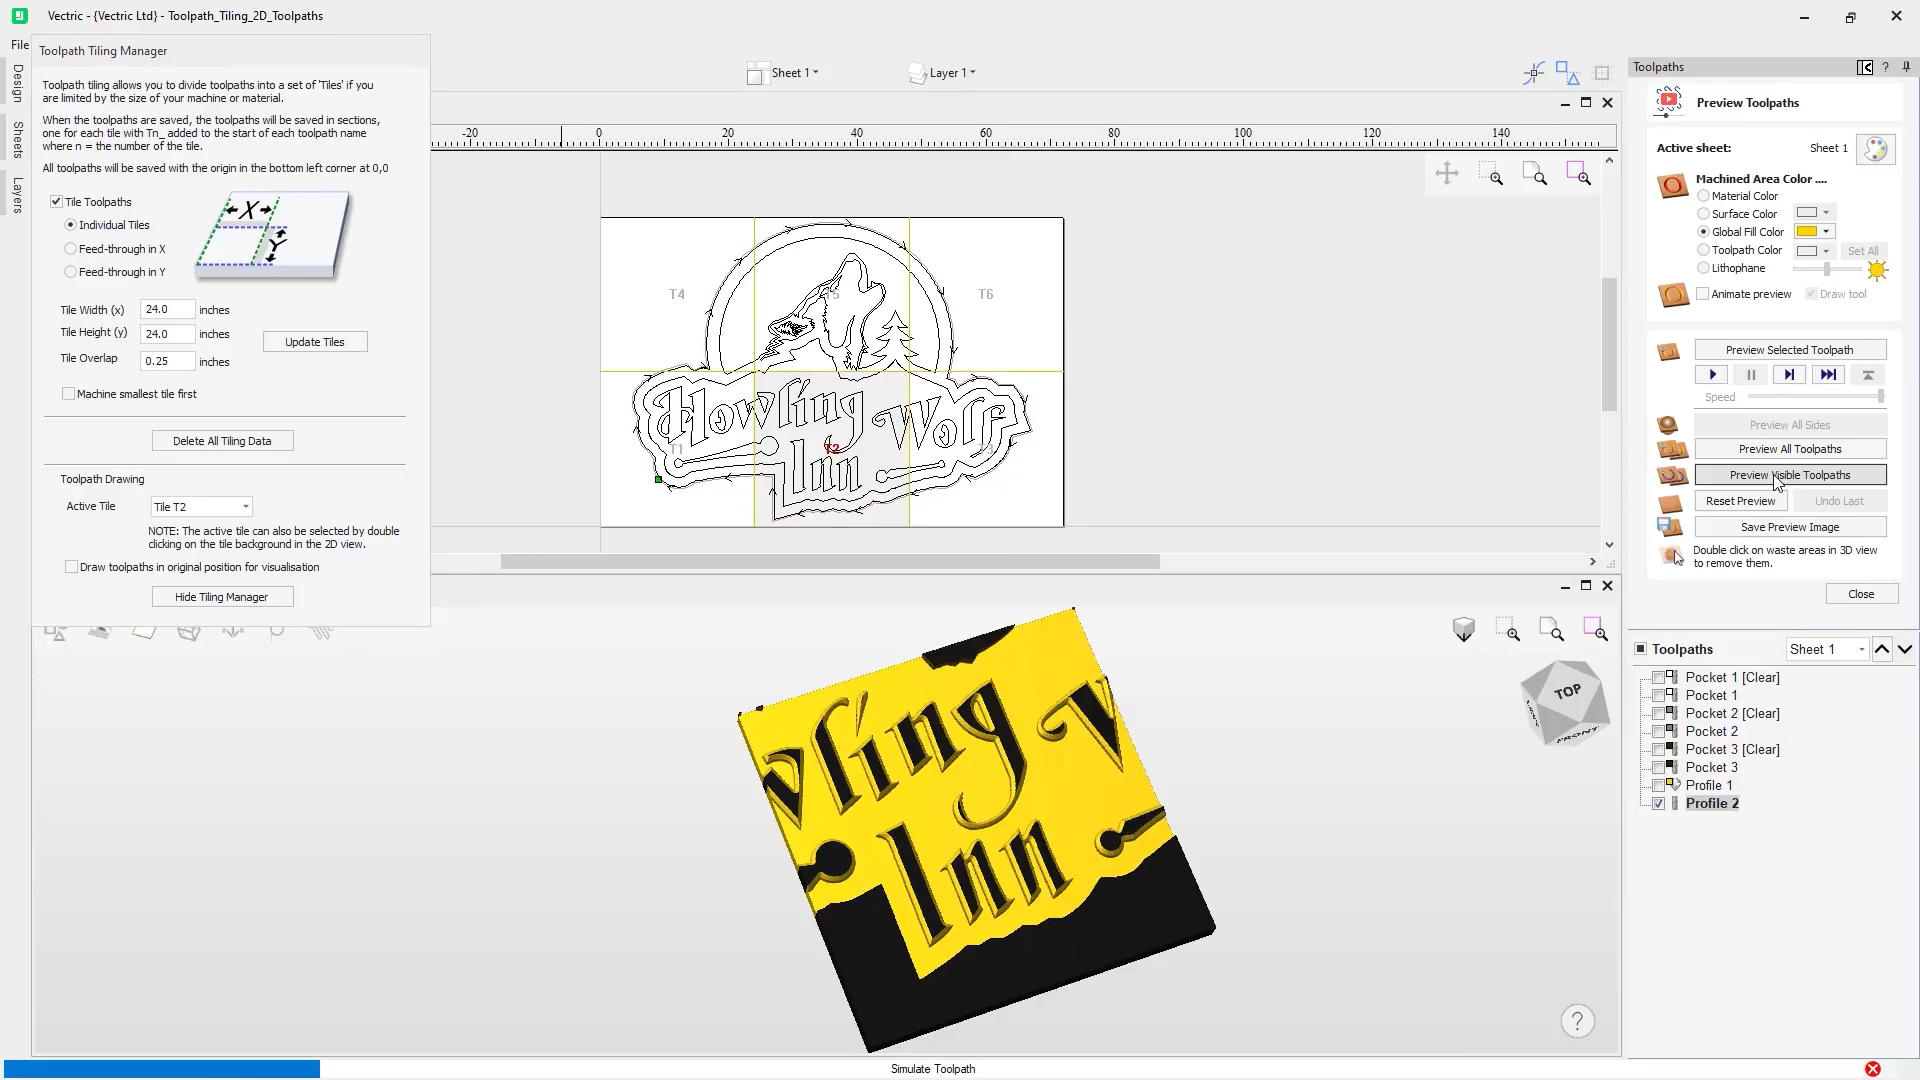 Vectric - {Vectric Ltd} - Toolpath_Tiling_2D_Toolpaths
File
Design
Sheets
Layers
Toolpath Tiling Manager
Toolpath tiling allows you to divide toolpaths into a set of 'Tiles' if you
are limited by the size of your machine or material.
When the toolpaths are saved, the toolpaths will be saved in sections,
one for each tile with Tn_ added to the start of each toolpath name
where n = the number of the tile.
All toolpaths will be saved with the origin in the bottom left corner at 0,0
Tile Toolpaths
Individual Tiles
Feed-through in X
Feed-through in Y
X
Y
Tile Width (x) 24.0 inches
Tile Height (y) 24.0 inches
Update Tiles
Tile Overlap 0.25 inches
Machine smallest tile first
Delete All Tiling Data
Toolpath Drawing
Active Tile Tile T2
NOTE: The active tile can also be selected by double
clicking on the tile background in the 2D view.
Draw toolpaths in original position for visualisation
Hide Tiling Manager
Sheet 1
Layer 1
-20 0 20 40 60 80 100 120 140
T4 T5 T6
Howling Wolf
T1 T2 T3
Inn
wling W
Inn
TOP
FRONT
?
Toolpaths
?
Preview Toolpaths
Active sheet: Sheet 1
Machined Area Color ....
Material Color
Surface Color
Global Fill Color
Toolpath Color Set All
Lithophane
Animate preview Draw tool
Preview Selected Toolpath
Speed
Preview All Sides
Preview All Toolpaths
Preview Visible Toolpaths
Reset Preview Undo Last
Save Preview Image
Double click on waste areas in 3D view
to remove them.
Close
Toolpaths Sheet 1
Pocket 1 [Clear]
Pocket 1
Pocket 2 [Clear]
Pocket 2
Pocket 3 [Clear]
Pocket 3
Profile 1
Profile 2
Simulate Toolpath